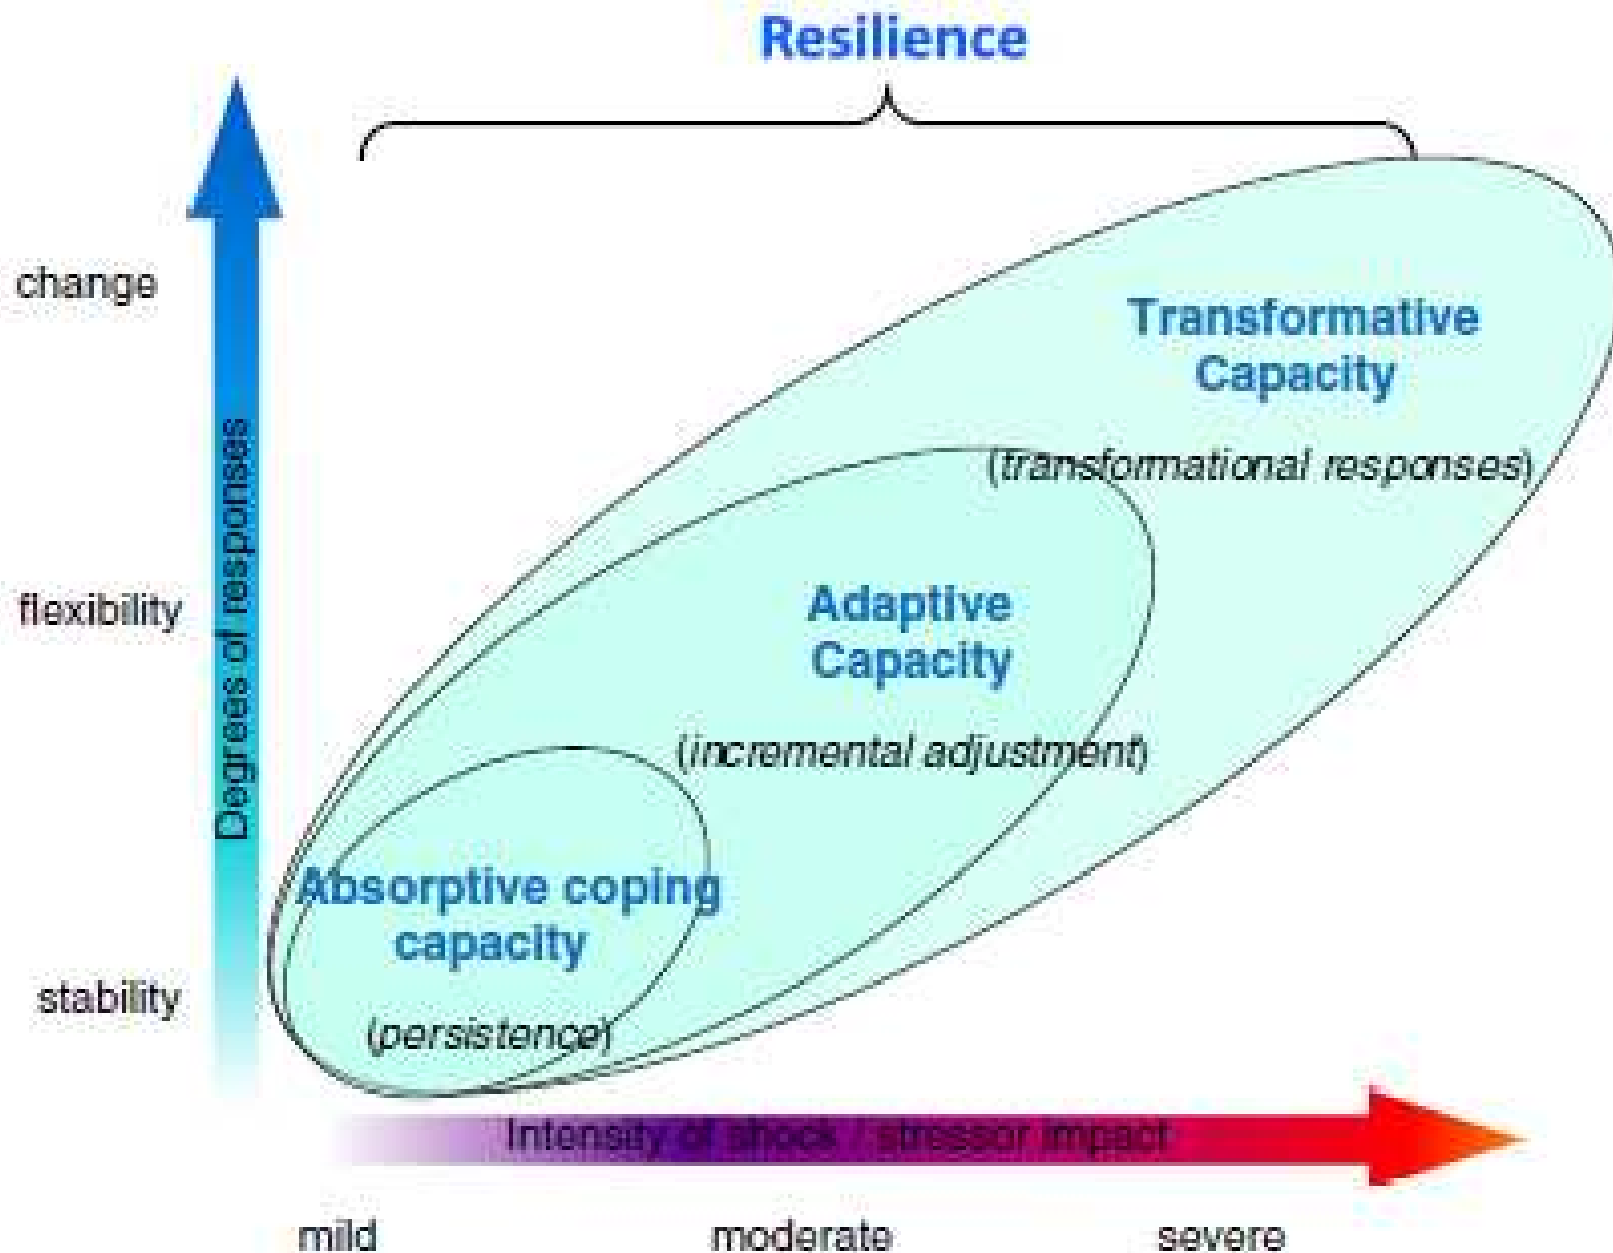 Resilience
change
Transformative
Capacity
(transformational responses)
flexibility
Degrees of responses
Adaptive
Capacity
(incremental adjustment)
Absorptive coping
capacity
stability
(persistence)
Intensity of shock / stressor impact
mild
moderate
severe